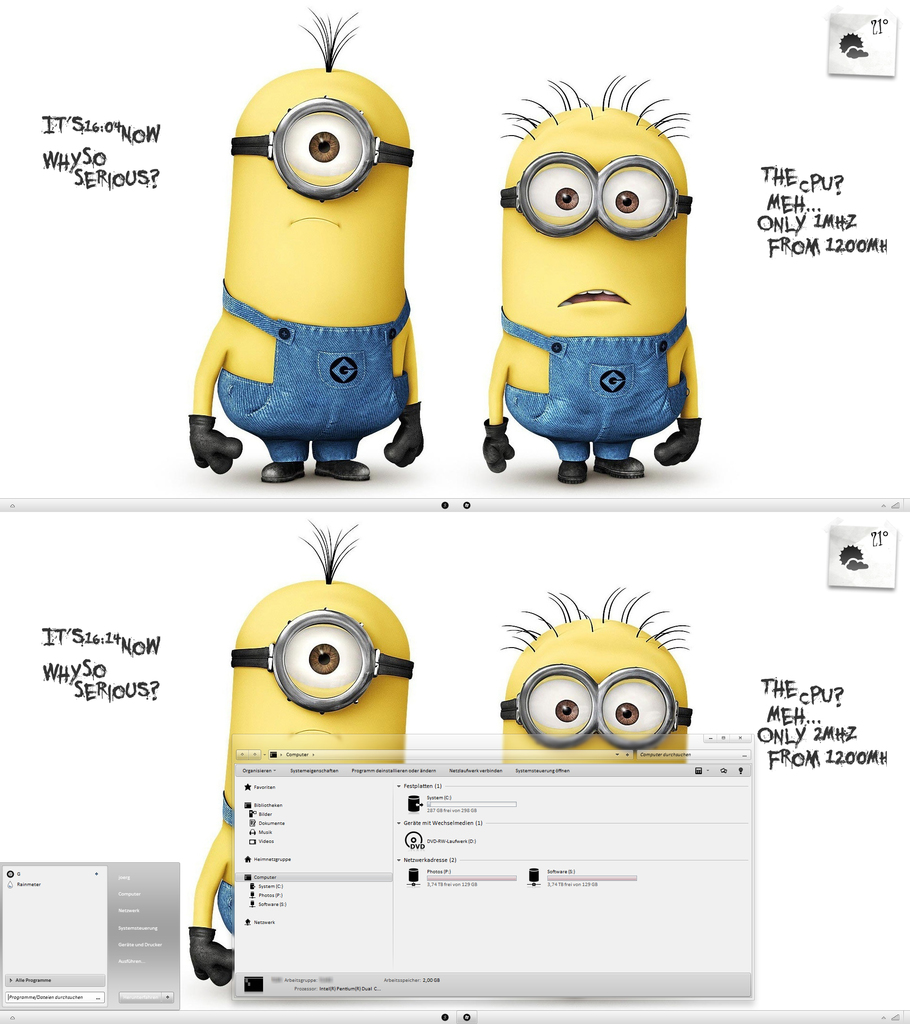 21°
IT'S 16:04 NOW
WHY SO
SERIOUS?
THE CPU?
MEH...
ONLY 1MHZ
FROM 1200MH
21°
IT'S 16:14 NOW
WHY SO
SERIOUS?
THE CPU?
MEH...
ONLY 2MHZ
FROM 1200MH
Computer
Computer durchsuchen
Organisieren Systemeigenschaften Programm deinstallieren oder ändern Netzlaufwerk verbinden Systemsteuerung öffnen
Favoriten
Bibliotheken
Bilder
Dokumente
Musik
Videos
Heimnetzgruppe
Computer
System (C:)
Photos (P:)
Software (S:)
Netzwerk
Festplatten (1)
System (C:)
287 GB frei von 298 GB
Geräte mit Wechselmedien (1)
DVD
DVD-RW-Laufwerk (D:)
Netzwerkadresse (2)
Photos (P:)
3,74 TB frei von 129 GB
Software (S:)
3,74 TB frei von 129 GB
Arbeitsgruppe:
Arbeitsspeicher: 2,00 GB
Prozessor: Intel(R) Pentium(R) Dual C...
G
Rainmeter
Alle Programme
Programme/Dateien durchsuchen
Computer
Netzwerk
Systemsteuerung
Geräte und Drucker
Ausführen...